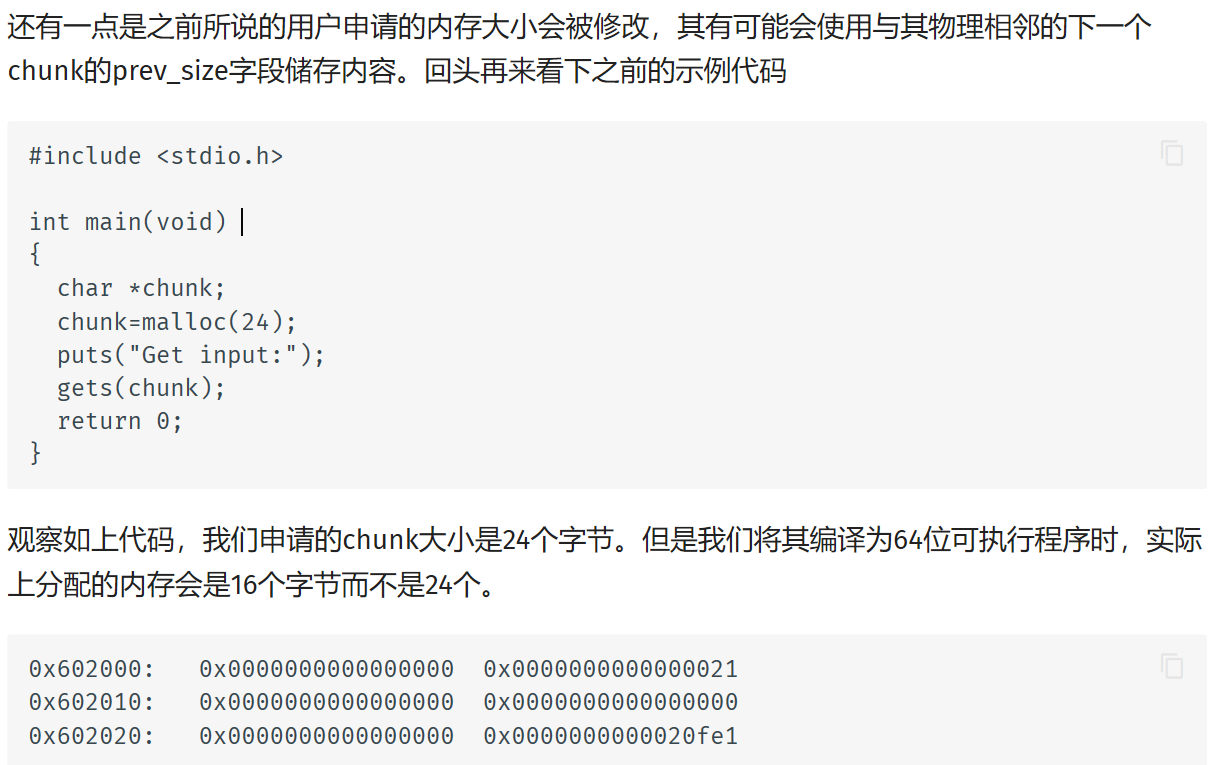 还有一点是之前所说的用户申请的内存大小会被修改，其有可能会使用与其物理相邻的下一个
chunk的prev_size字段储存内容。回头再来看下之前的示例代码
#include <stdio.h>
int main(void)
{
  char *chunk;
  chunk=malloc(24);
  puts("Get input:");
  gets(chunk);
  return 0;
}
观察如上代码，我们申请的chunk大小是24个字节。但是我们将其编译为64位可执行程序时，实际
上分配的内存会是16个字节而不是24个。
0x602000:   0x0000000000000000  0x0000000000000021
0x602010:   0x0000000000000000  0x0000000000000000
0x602020:   0x0000000000000000  0x0000000000020fe1